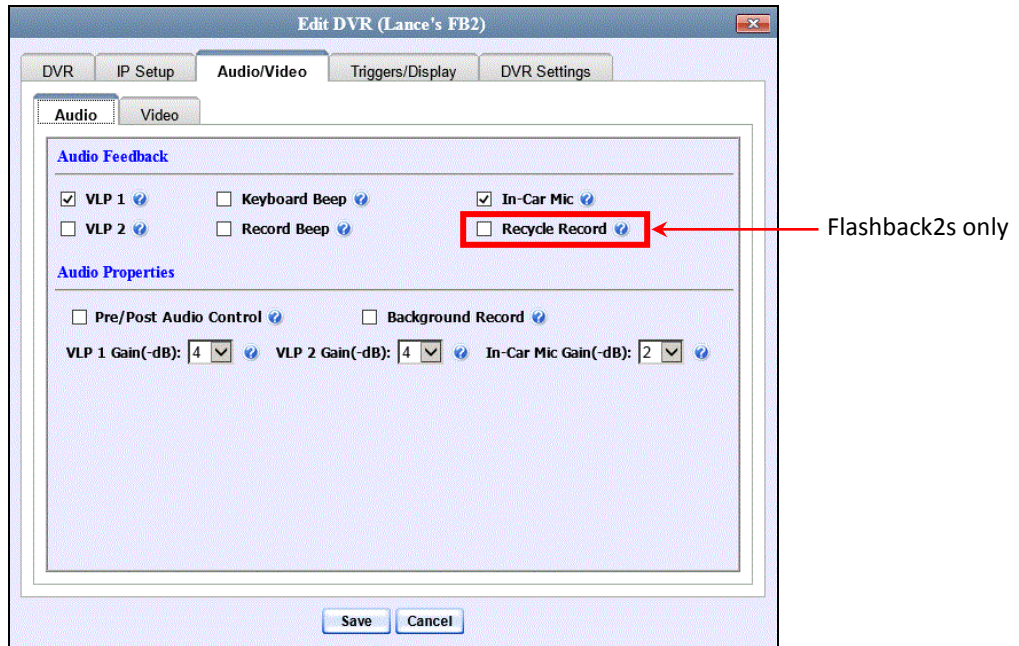 Edit DVR (Lance's FB2)
DVR IP Setup Audio/Video Triggers/Display DVR Settings
Audio Video
Audio Feedback
VLP 1 Keyboard Beep In-Car Mic
VLP 2 Record Beep Recycle Record Flashback2s only
Audio Properties
Pre/Post Audio Control Background Record
VLP 1 Gain(-dB): 4 VLP 2 Gain(-dB): 4 In-Car Mic Gain(-dB): 2
Save Cancel